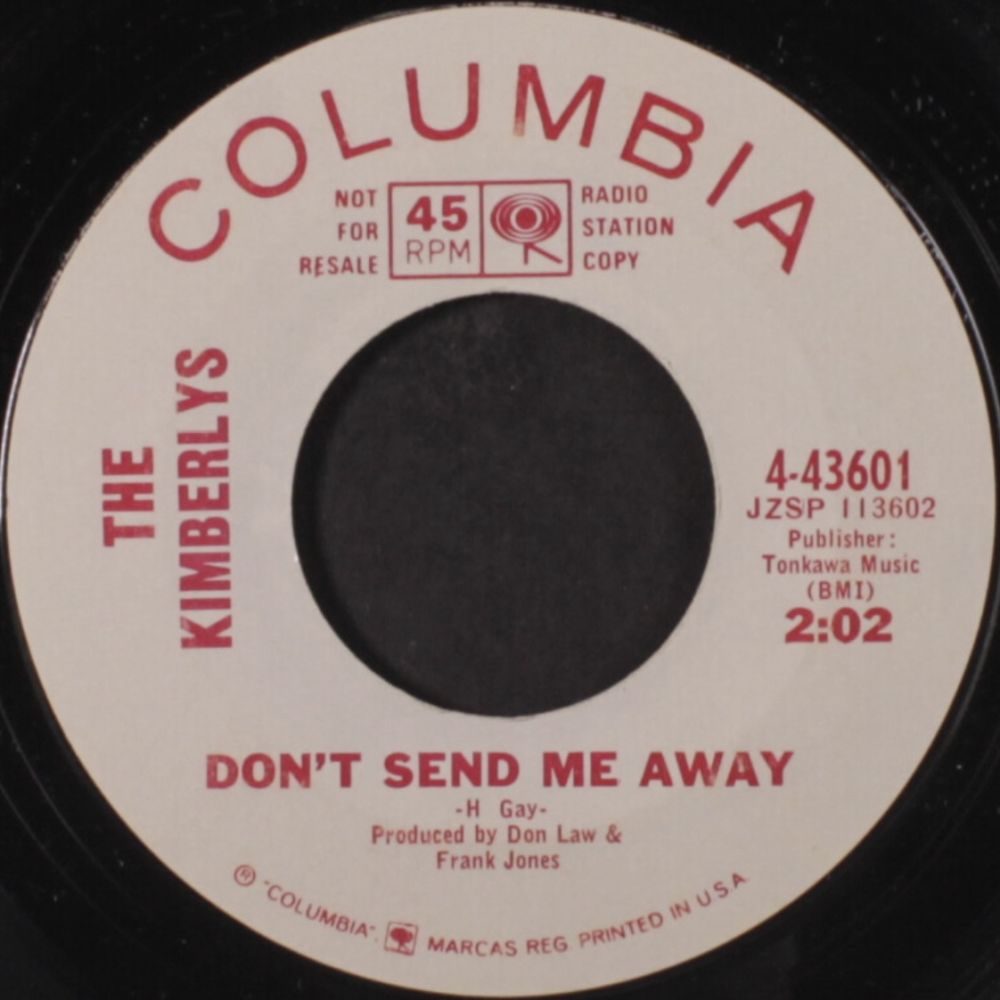 COLUMBIA
NOT
FOR
RESALE
45
RPM
RADIO
STATION
COPY
THE
KIMBERLYS
4-43601
JZSP 113602
Publisher:
Tonkawa Music
(BMI)
2:02
DON'T SEND ME AWAY
-H Gay-
Produced by Don Law &
Frank Jones
® "COLUMBIA", MARCAS REG. PRINTED IN U.S.A.